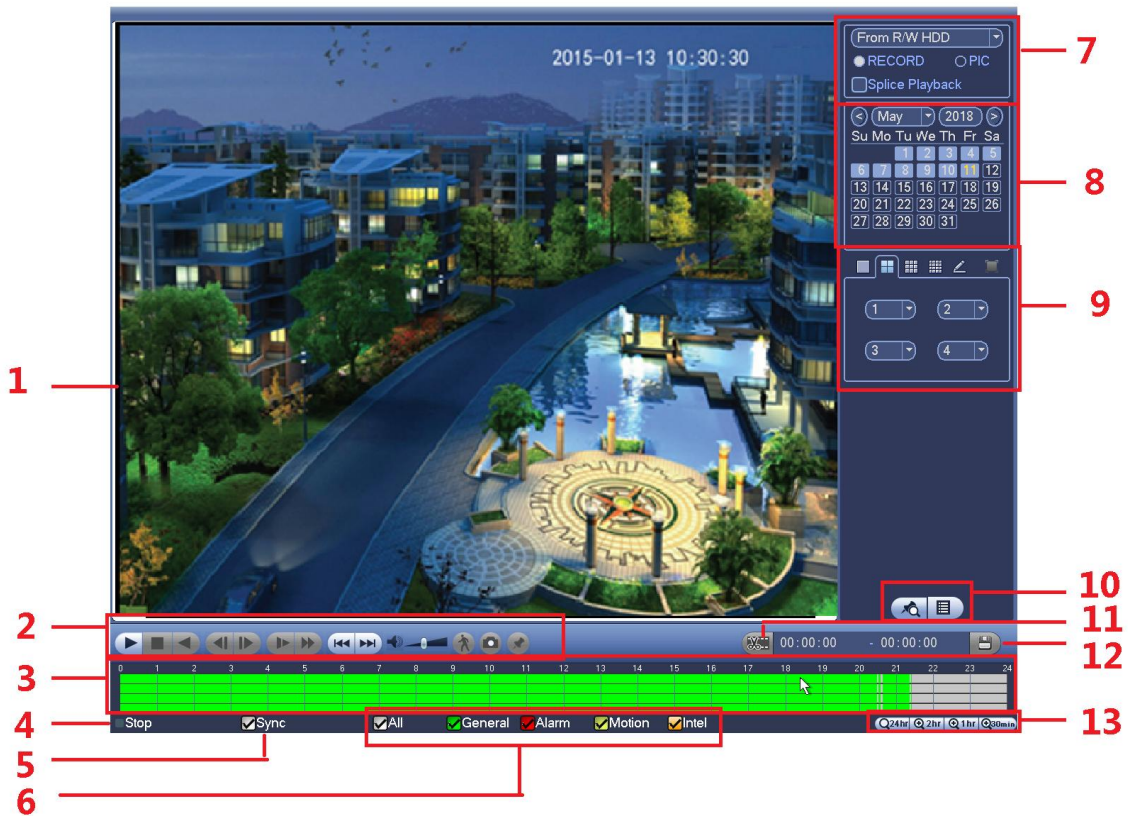 2015-01-13 10:30:30
From R/W HDD
RECORD PIC
Splice Playback
< May 2018 >
Su Mo Tu We Th Fr Sa
1 2 3 4 5
6 7 8 9 10 11 12
13 14 15 16 17 18 19
20 21 22 23 24 25 26
27 28 29 30 31
1 2
3 4
00:00:00 - 00:00:00
0 1 2 3 4 5 6 7 8 9 10 11 12 13 14 15 16 17 18 19 20 21 22 23 24
Stop Sync All General Alarm Motion Intel 24hr 2hr 1hr 30min
1
2
3
4
5
6
7
8
9
10
11
12
13